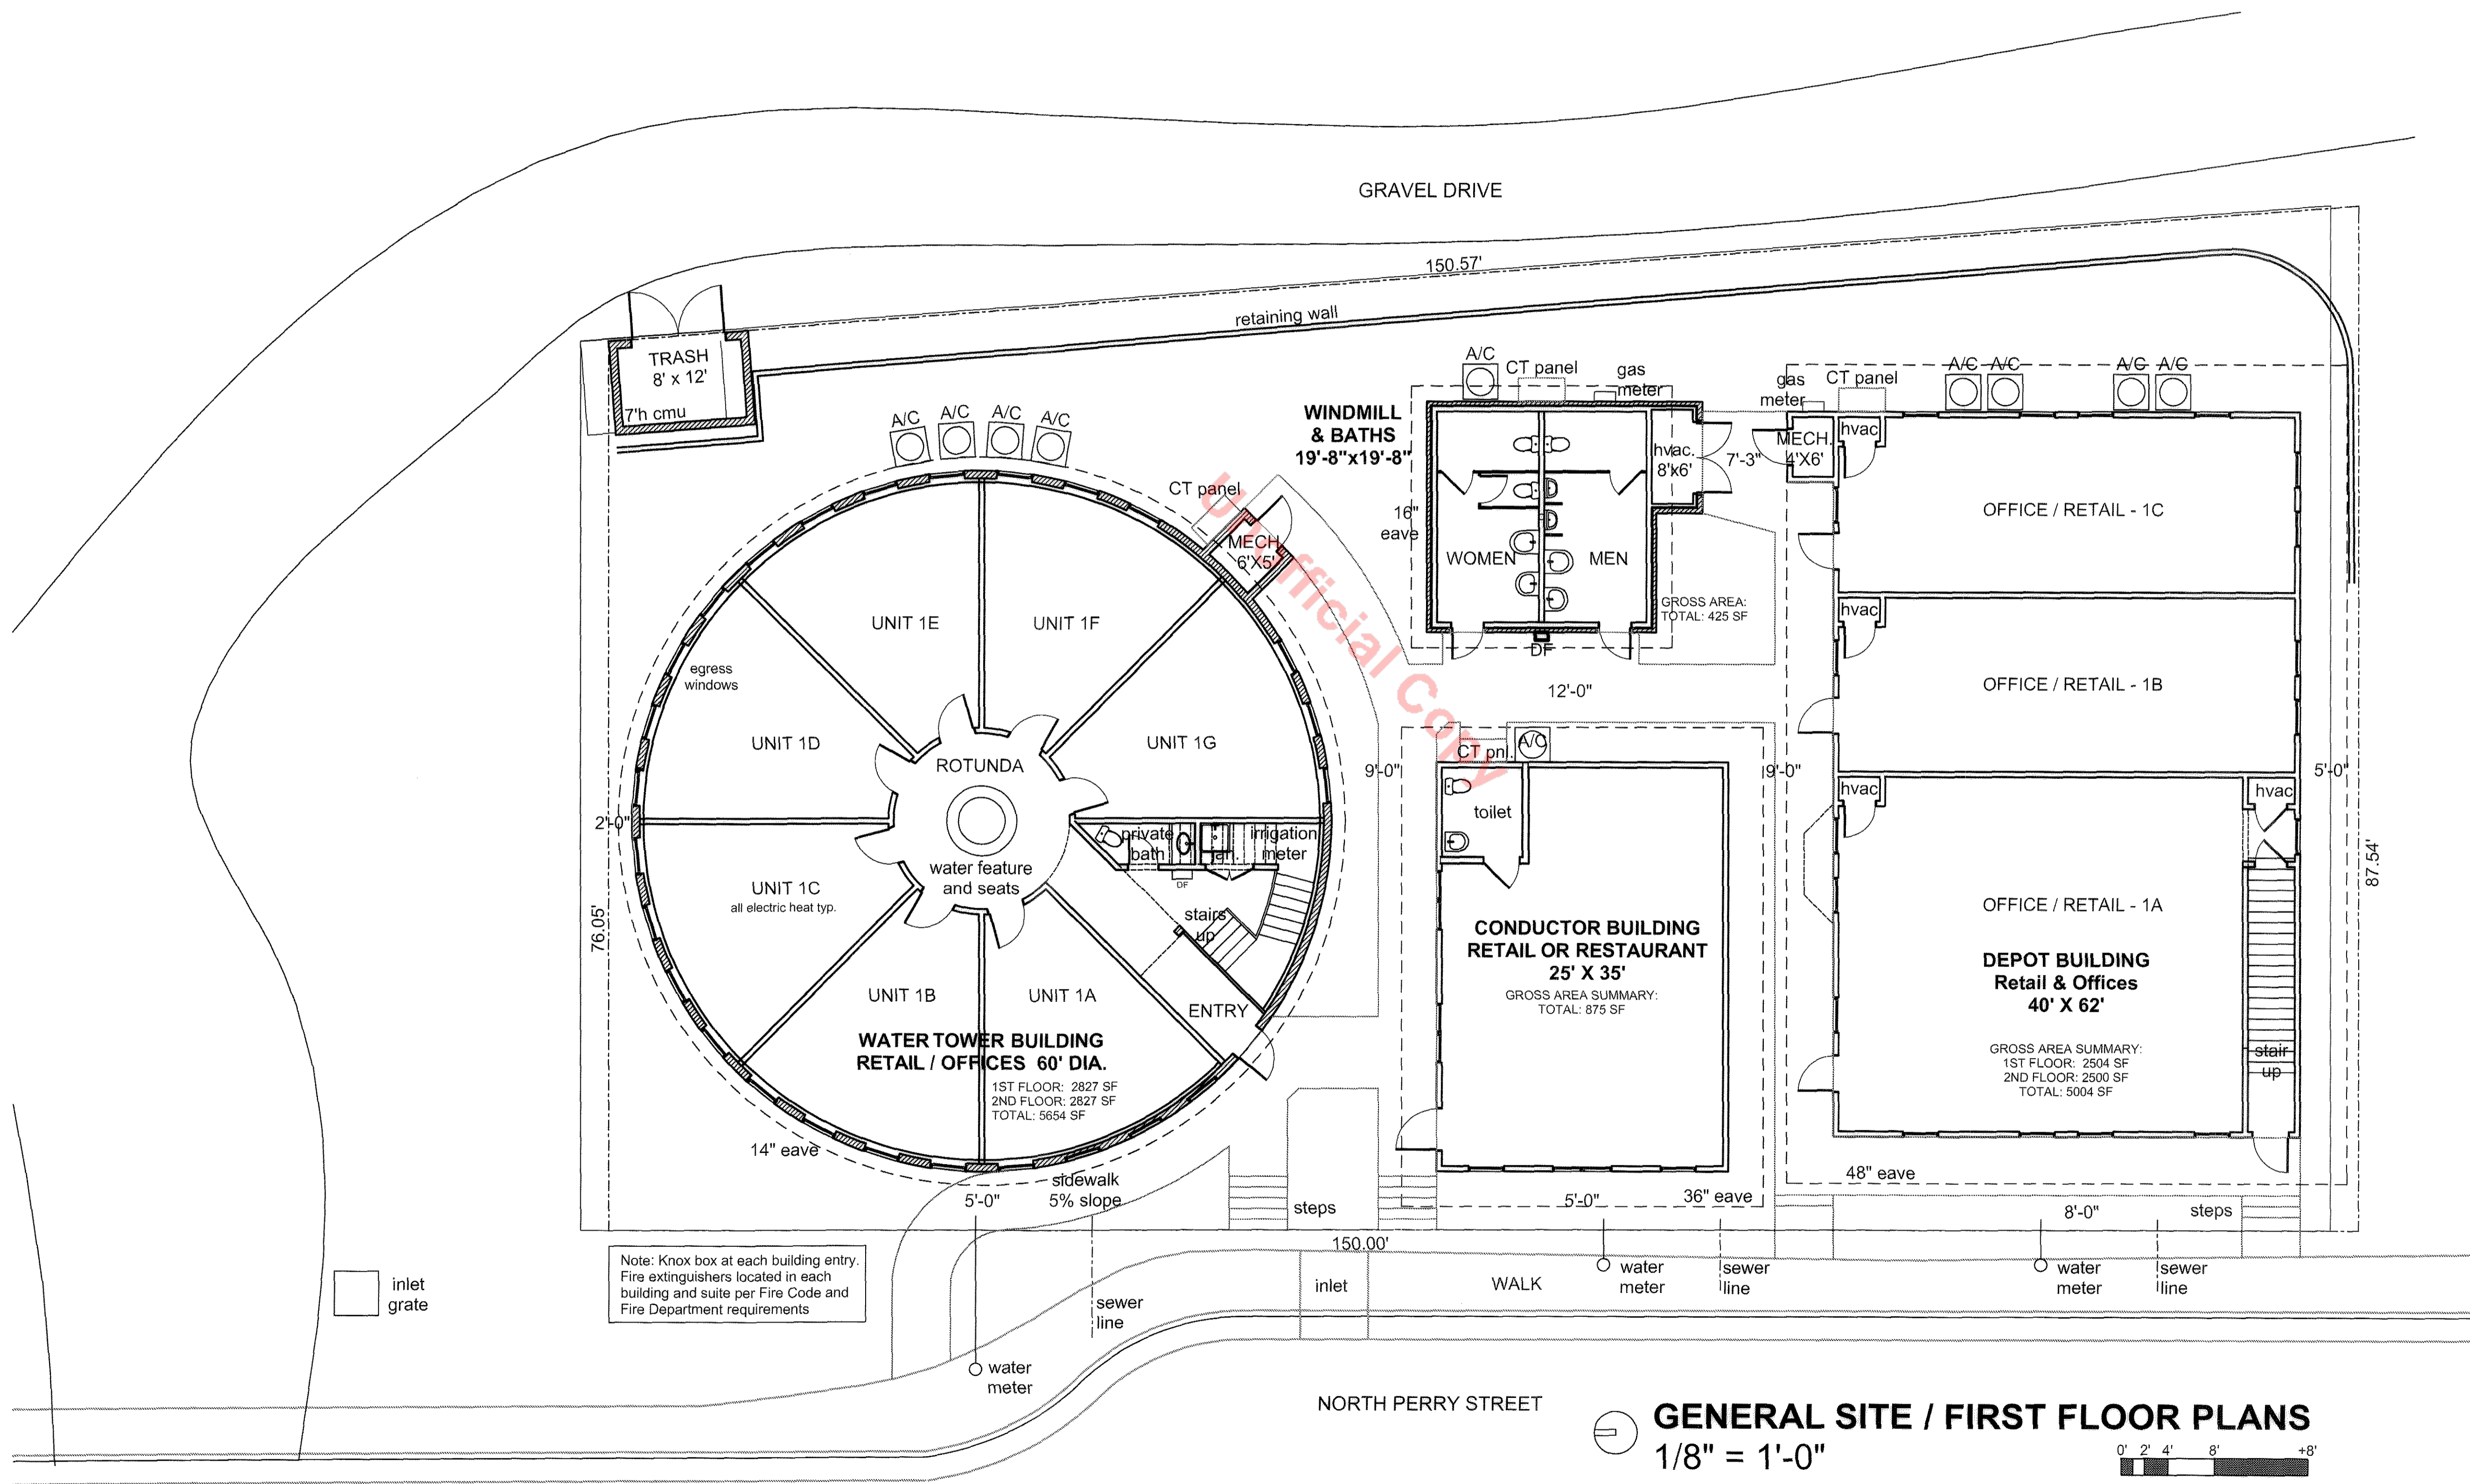 GRAVEL DRIVE
150.57'
retaining wall
TRASH
8' x 12'
7'h cmu
A/C
A/C
A/C
A/C
CT panel
MECH.
6'X5'
WINDMILL
& BATHS
19'-8"x19'-8"
A/C
CT panel
gas
meter
hvac.
8'x6'
7'-3"
16"
eave
WOMEN
MEN
GROSS AREA:
TOTAL: 425 SF
DF
12'-0"
gas
meter
CT panel
A/C
A/C
A/C
A/C
MECH.
4'X6'
hvac
OFFICE / RETAIL - 1C
hvac
OFFICE / RETAIL - 1B
hvac
hvac
5'-0"
87.54'
OFFICE / RETAIL - 1A
DEPOT BUILDING
Retail & Offices
40' X 62'
GROSS AREA SUMMARY:
1ST FLOOR: 2504 SF
2ND FLOOR: 2500 SF
TOTAL: 5004 SF
stair
up
48" eave
8'-0"
steps
UNIT 1E
UNIT 1F
egress
windows
UNIT 1D
UNIT 1G
ROTUNDA
water feature
and seats
2'-0"
76.05'
private
bath
jan.
irrigation
meter
DF
stairs
up
UNIT 1C
all electric heat typ.
UNIT 1B
UNIT 1A
ENTRY
WATER TOWER BUILDING
RETAIL / OFFICES 60' DIA.
1ST FLOOR: 2827 SF
2ND FLOOR: 2827 SF
TOTAL: 5654 SF
14" eave
sidewalk
5% slope
5'-0"
steps
9'-0"
CT pnl.
A/C
9'-0"
toilet
CONDUCTOR BUILDING
RETAIL OR RESTAURANT
25' X 35'
GROSS AREA SUMMARY:
TOTAL: 875 SF
5'-0"
36" eave
150.00'
Unofficial Copy
Note: Knox box at each building entry.
Fire extinguishers located in each
building and suite per Fire Code and
Fire Department requirements
inlet
grate
sewer
line
water
meter
inlet
WALK
water
meter
sewer
line
water
meter
sewer
line
NORTH PERRY STREET
GENERAL SITE / FIRST FLOOR PLANS
1/8" = 1'-0"
0' 2' 4' 8' +8'